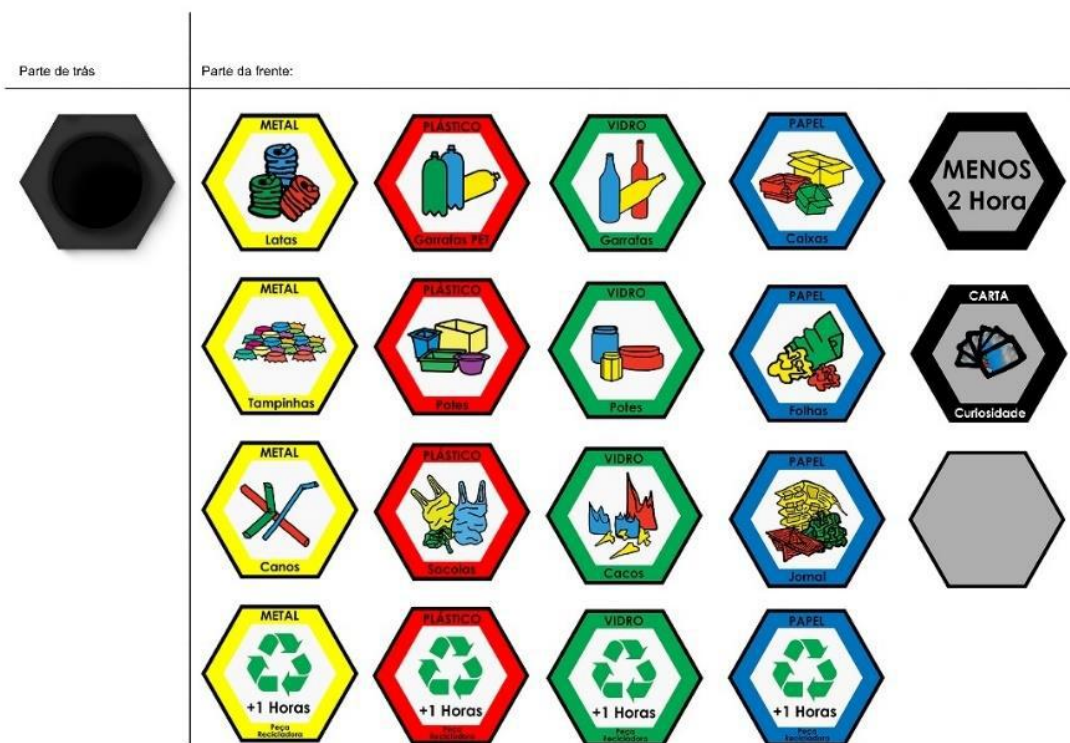 Parte de trás
Parte da frente:
METAL
Latas
PLÁSTICO
Garrafas PET
VIDRO
Garrafas
PAPEL
Caixas
MENOS
2 Hora
METAL
Tampinhas
PLÁSTICO
Potes
VIDRO
Potes
PAPEL
Folhas
CARTA
Curiosidade
METAL
Canos
PLÁSTICO
Sacolas
VIDRO
Cacos
PAPEL
Jornal
METAL
+1 Horas
Peça
Recicladora
PLÁSTICO
+1 Horas
Peça
Recicladora
VIDRO
+1 Horas
Peça
Recicladora
PAPEL
+1 Horas
Peça
Recicladora